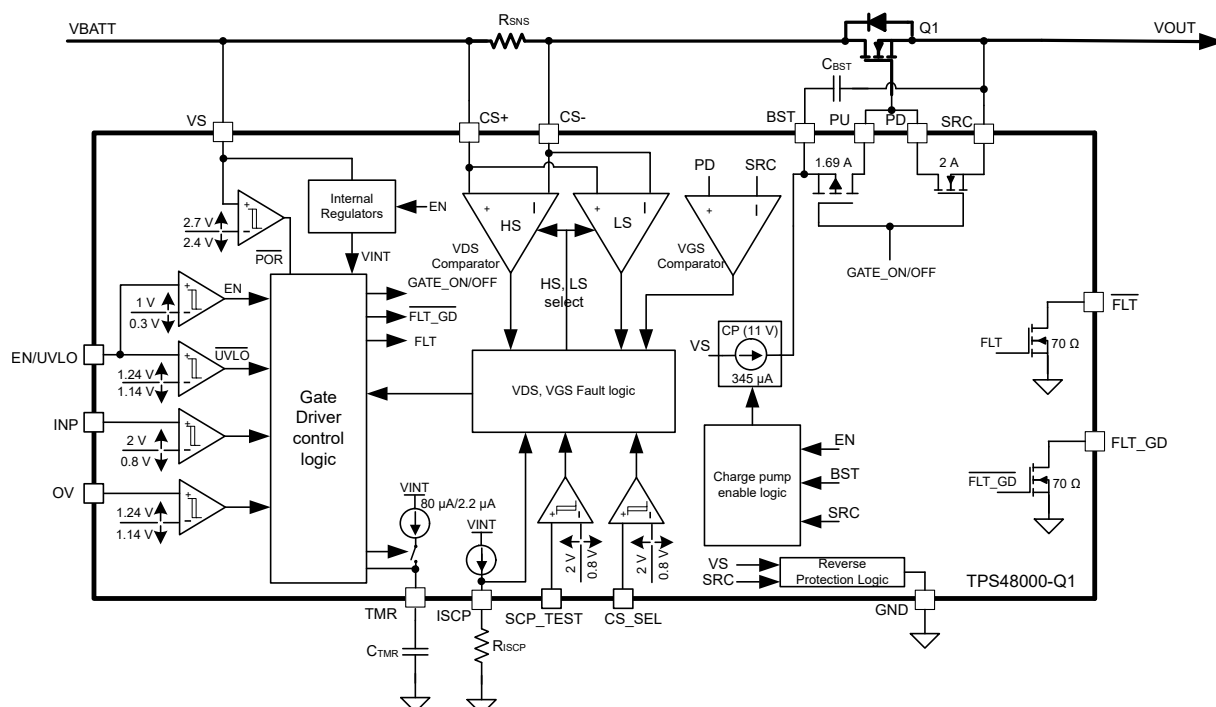 VBATT
RSNS
Q1
VOUT
CBST
VS
CS+
CS-
BST
PU
PD
SRC
1.69 A
2 A
PD
SRC
Internal
Regulators
EN
+
HS
+
LS
+
+
2.7 V
2.4 V
POR
VINT
VDS
Comparator
VGS
Comparator
GATE_ON/OFF
GATE_ON/OFF
HS, LS
select
EN
1 V
0.3 V
FLT_GD
FLT
FLT
EN/UVLO
UVLO
1.24 V
1.14 V
CP (11 V)
VS
345 µA
FLT
70 Ω
VDS, VGS Fault logic
Gate
Driver
control
logic
INP
2 V
0.8 V
EN
FLT_GD
Charge pump
enable logic
BST
FLT_GD
70 Ω
OV
1.24 V
1.14 V
VINT
80 µA/2.2 µA
VINT
SRC
2 V
0.8 V
2 V
0.8 V
VS
SRC
Reverse
Protection Logic
TPS48000-Q1
TMR
ISCP
SCP_TEST
CS_SEL
GND
CTMR
RISCP